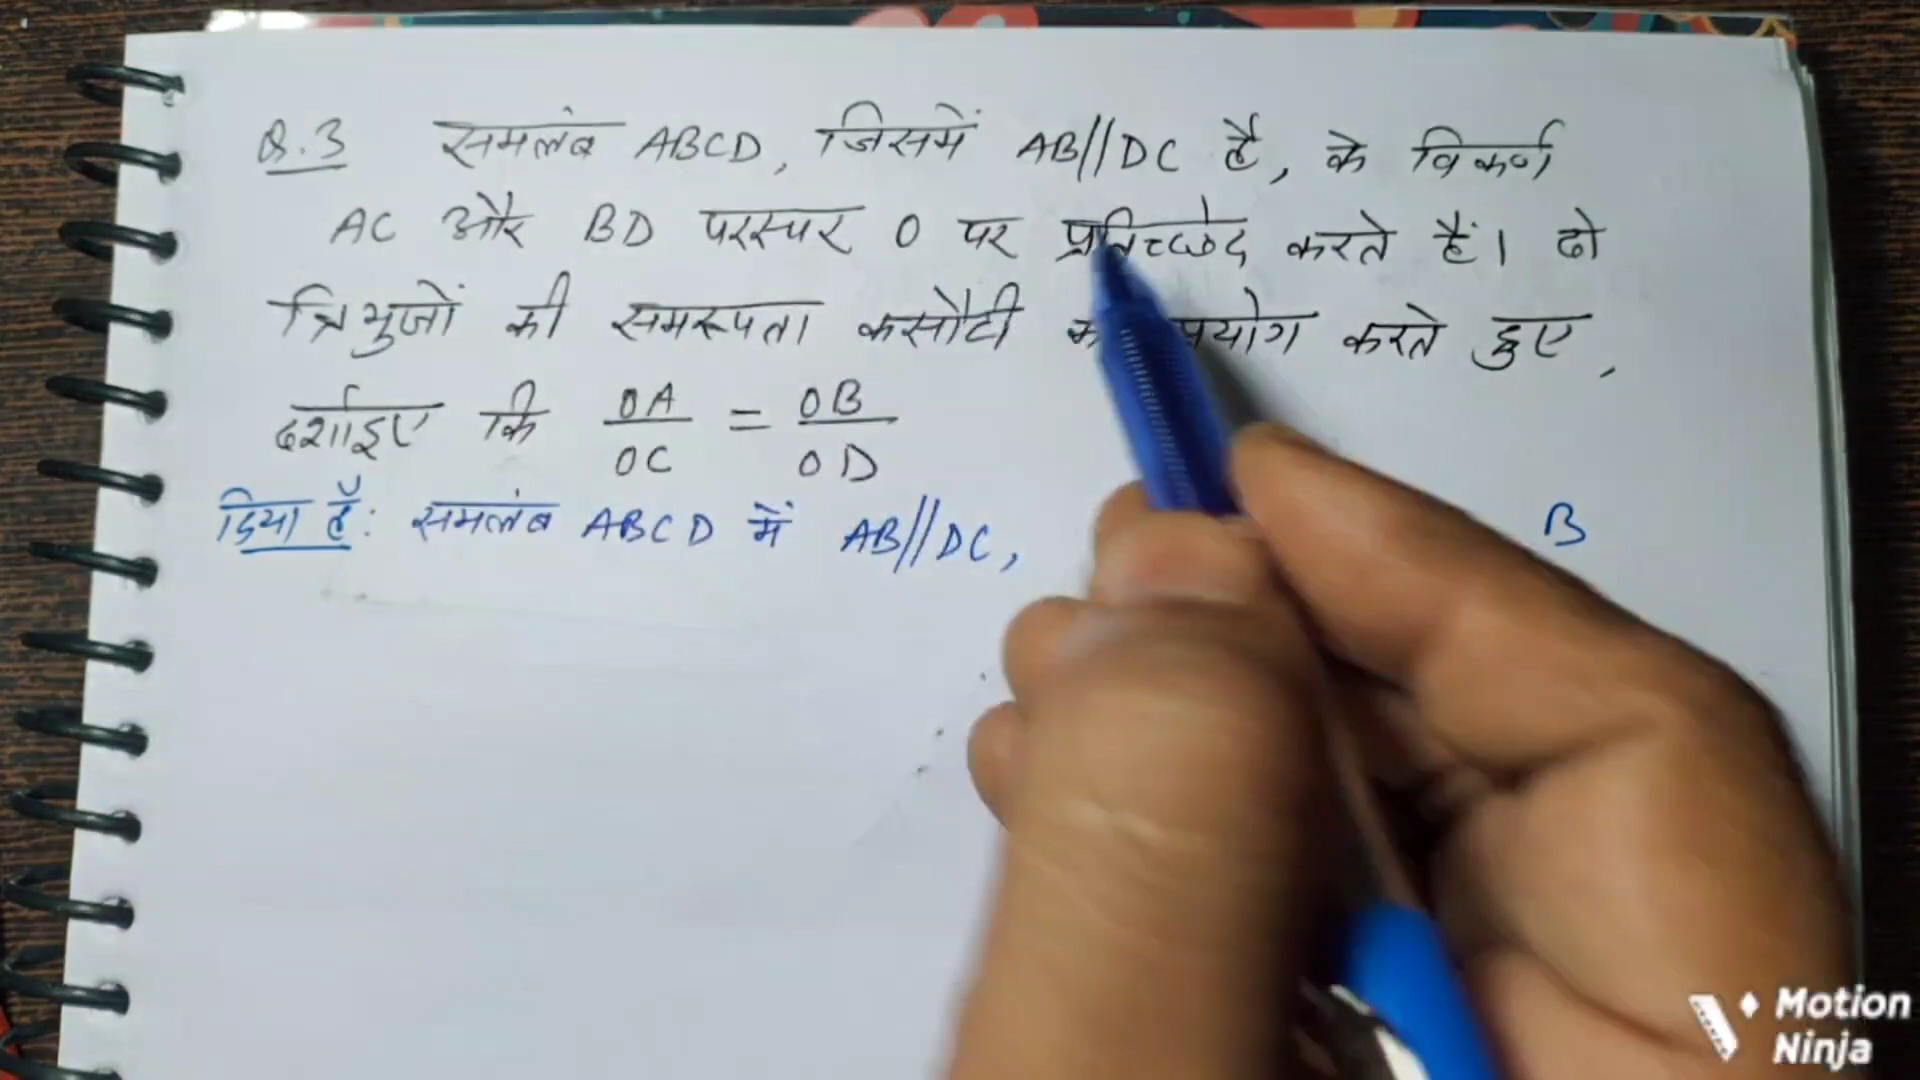 Q.3 समलंब ABCD, जिसमें AB//DC है, के विकर्ण
AC और BD परस्पर O पर प्रतिच्छेद करते हैं। दो
त्रिभुजों की समरूपता कसौटी करते हुए,
दर्शाइए कि OA/OC = OB/OD
दिया है: समलंब ABCD में AB//DC,
B
Motion
Ninja